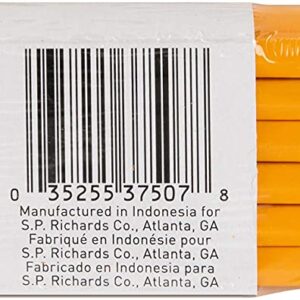 0 35255 37507 8
Manufactured in Indonesia for
S.P. Richards Co., Atlanta, GA
Fabriqué en Indonésie pour
S.P. Richards Co., Atlanta, GA
Fabricado en Indonesia para
S.P. Richards Co., Atlanta, GA